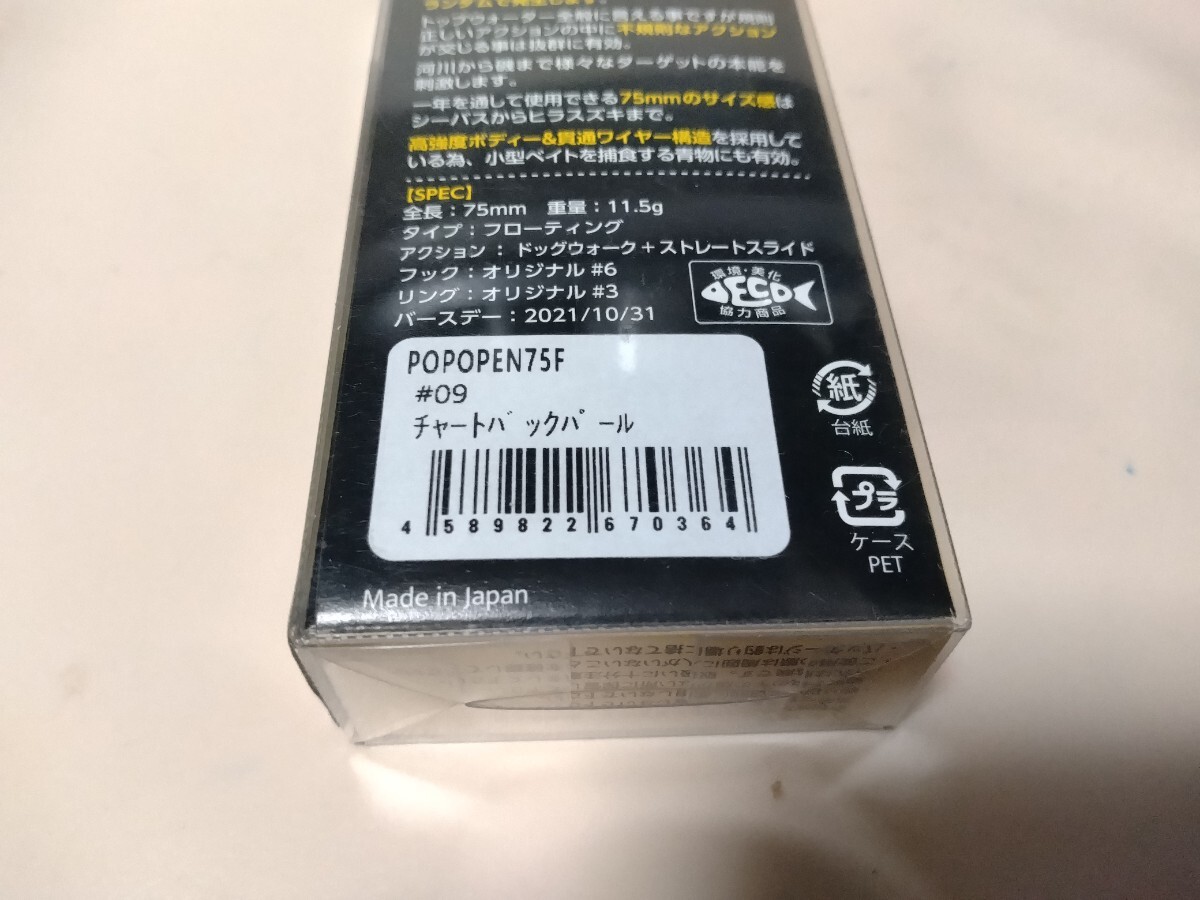 ランダムで発生します。
トップウォーター全般に言える事ですが規則
正しいアクションの中に不規則なアクション
が交じる事は抜群に有効。
河川から磯まで様々なターゲットの本能を
刺激します。
一年を通して使用できる75mmのサイズ感は
シーバスからヒラスズキまで。
高強度ボディー&貫通ワイヤー構造を採用して
いる為、小型ベイトを捕食する青物にも有効。
【SPEC】
全長：75mm 重量：11.5g
タイプ：フローティング
アクション：ドッグウォーク＋ストレートスライド
フック：オリジナル #6
リング：オリジナル #3
バースデー：2021/10/31
環境・美化
ECO
協力商品
POPOPEN75F
#09
チャートバックパール
4 589822 670364
紙
台紙
プラ
ケース
PET
Made in Japan